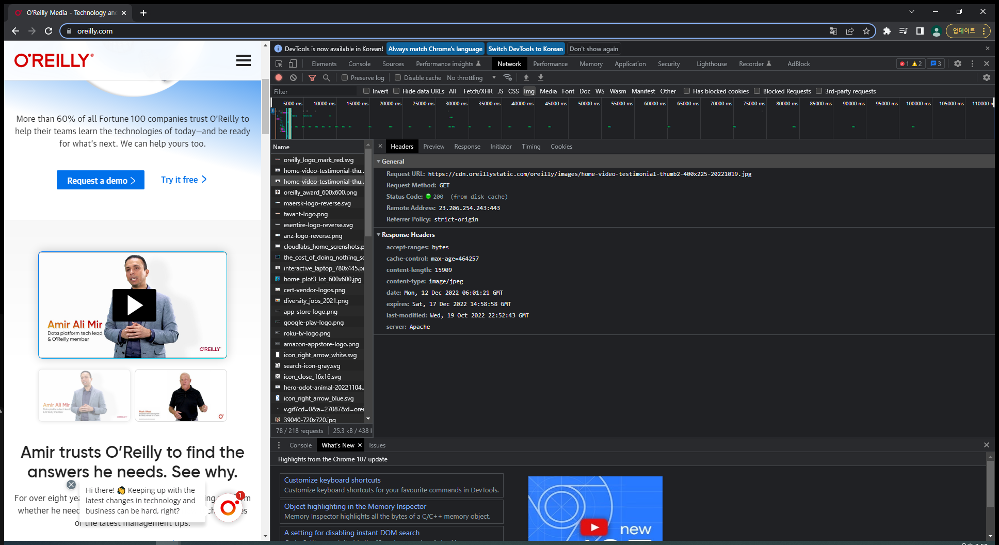 O'Reilly Media - Technology an
oreilly.com
업데이트
O'REILLY®
More than 60% of all Fortune 100 companies trust O'Reilly to
help their teams learn the technologies of today—and be ready
for what's next. We can help yours too.
Request a demo
Try it free
Amir Ali Mir
Data platform tech lead
& O'Reilly member
O'REILLY
Amir Ali Mir
Data platform tech lead
& O'Reilly member
O'REILLY
Mark West
Amir trusts O'Reilly to find the
answers he needs. See why.
For over eight yea
whether he need
or the latest management tips.
Hi there! 👏 Keeping up with the
latest changes in technology and
business can be hard, right?
1
DevTools is now available in Korean! Always match Chrome's language Switch DevTools to Korean Don't show again
Elements Console Sources Performance insights Network Performance Memory Application Security Lighthouse Recorder AdBlock 1 2 3
Preserve log Disable cache No throttling
Filter Invert Hide data URLs All Fetch/XHR JS CSS Img Media Font Doc WS Wasm Manifest Other Has blocked cookies Blocked Requests 3rd-party requests
5000 ms 10000 ms 15000 ms 20000 ms 25000 ms 30000 ms 35000 ms 40000 ms 45000 ms 50000 ms 55000 ms 60000 ms 65000 ms 70000 ms 75000 ms 80000 ms 85000 ms 90000 ms 95000 ms 100000 ms 105000 ms 110000 m
Name
oreilly_logo_mark_red.svg
home-video-testimonial-thu...
home-video-testimonial-thu...
oreilly_award_600x600.png
maersk-logo-reverse.svg
tavant-logo.png
esentire-logo-reverse.svg
anz-logo-reverse.png
cloudlabs_home_screnshots.p
the_cost_of_doing_nothing_sc
interactive_laptop_780x445.pn
home_plot3_lot_600x600.jpg
cert-vendor-logos.png
diversity_jobs_2021.png
app-store-logo.png
google-play-logo.png
roku-tv-logo.png
amazon-appstore-logo.png
icon_right_arrow_white.svg
search-icon-gray.svg
icon_close_16x16.svg
hero-odot-animal-20221104...
icon_right_arrow_blue.svg
v.gif?cd=0&a=27087&d=orei
39040-720x720.jpg
78 / 218 requests 25.3 kB / 438
Headers Preview Response Initiator Timing Cookies
General
Request URL: https://cdn.oreillystatic.com/oreilly/images/home-video-testimonial-thumb2-400x225-20221019.jpg
Request Method: GET
Status Code: 200 (from disk cache)
Remote Address: 23.206.254.243:443
Referrer Policy: strict-origin
Response Headers
accept-ranges: bytes
cache-control: max-age=464257
content-length: 15909
content-type: image/jpeg
date: Mon, 12 Dec 2022 06:01:21 GMT
expires: Sat, 17 Dec 2022 14:58:58 GMT
last-modified: Wed, 19 Oct 2022 22:52:43 GMT
server: Apache
Console What's New Issues
Highlights from the Chrome 107 update
Customize keyboard shortcuts
Customize keyboard shortcuts for your favourite commands in DevTools.
Object highlighting in the Memory Inspector
Memory Inspector highlights all the bytes of a C/C++ memory object.
A setting for disabling instant DOM search
new